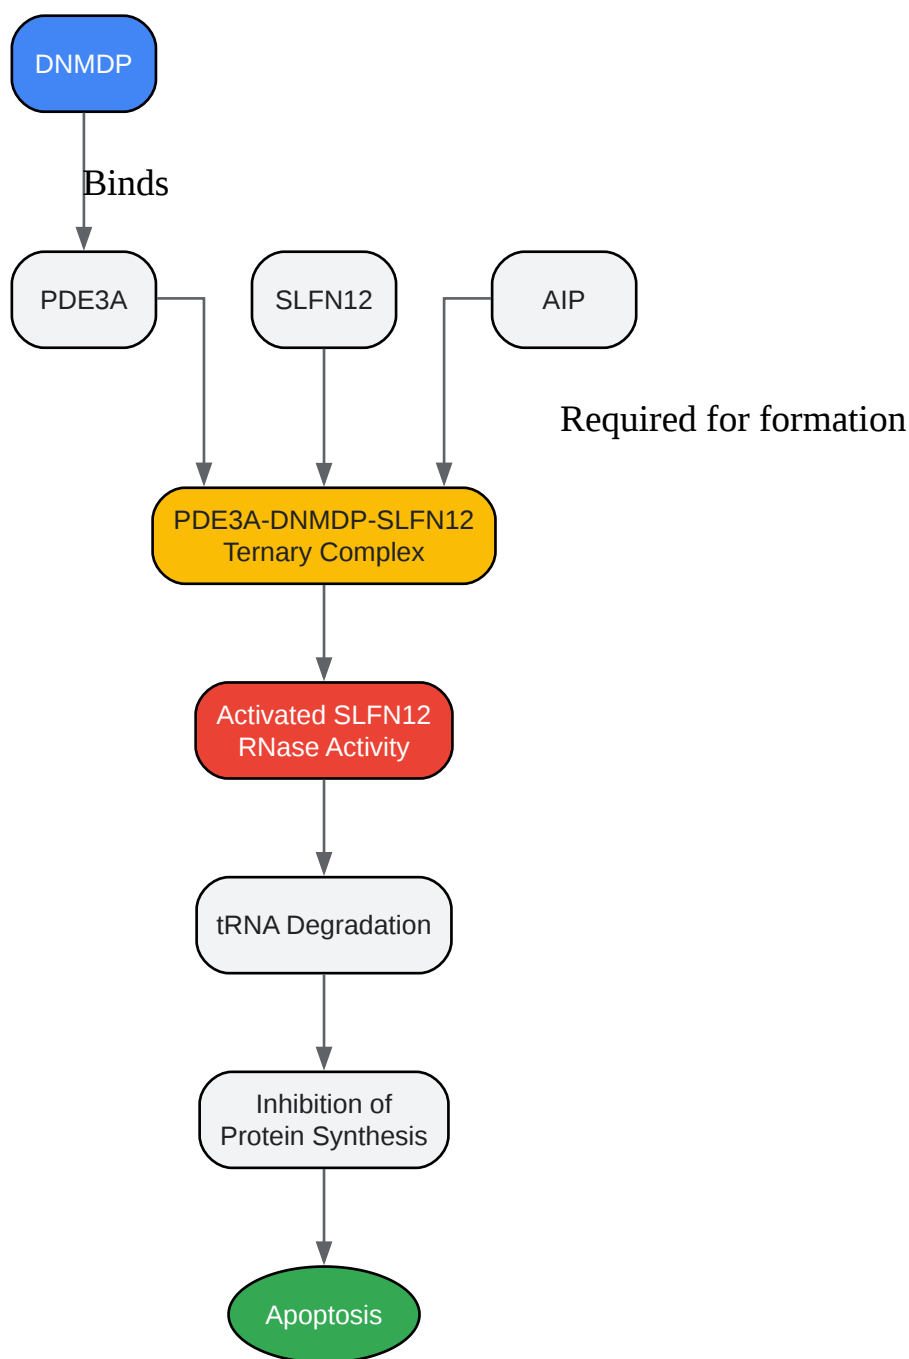 DNMDP
Binds
PDE3A
SLFN12
AIP
Required for formation
PDE3A-DNMDP-SLFN12
Ternary Complex
Activated SLFN12
RNase Activity
tRNA Degradation
Inhibition of
Protein Synthesis
Apoptosis